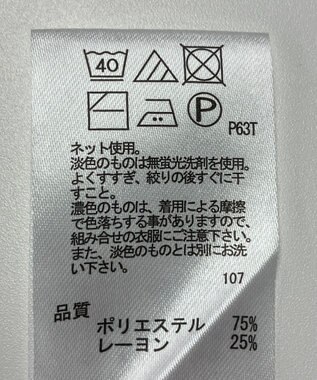 40
P
P63T
ネット使用。
淡色のものは無蛍光洗剤を使用。
よくすすぎ、絞りの後すぐに干
すこと。
濃色のものは、着用による摩擦
で色落ちする事がありますので、
組み合せの衣服にご注意下さい。
また、淡色のものとは別にお洗
い下さい。
107
品質
ポリエステル 75%
レーヨン 25%